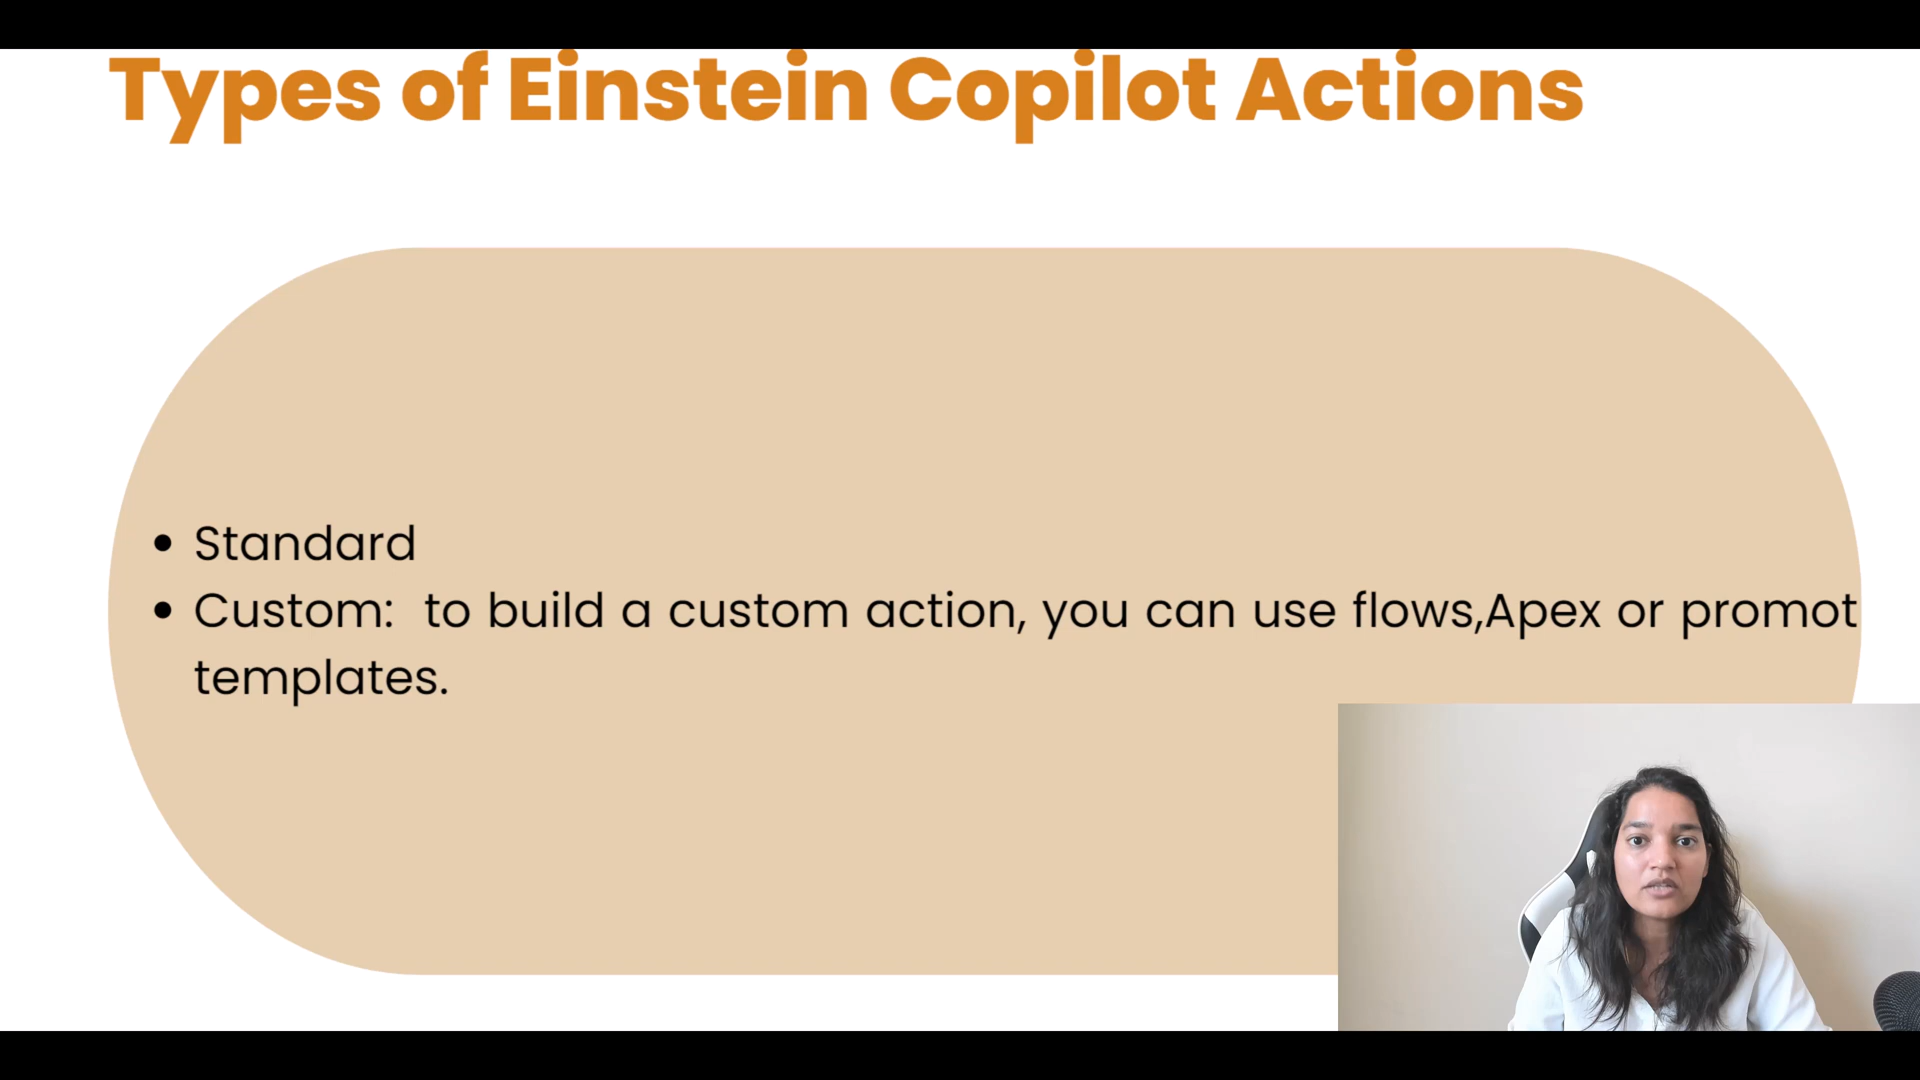 Types of Einstein Copilot Actions
• Standard
• Custom:  to build a custom action, you can use flows,Apex or promot
templates.